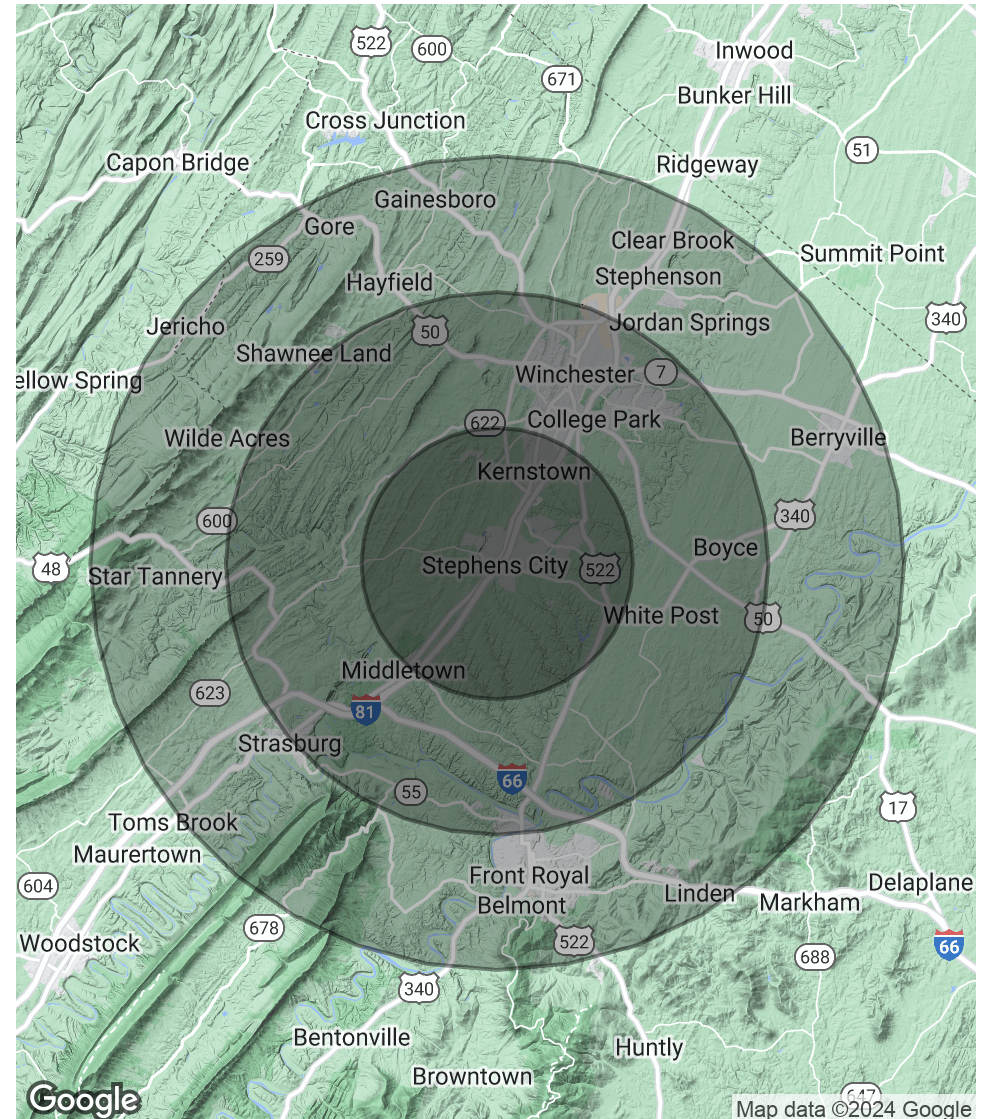 522
600
Inwood
671
Bunker Hill
Cross Junction
51
Capon Bridge
Ridgeway
Gainesboro
Gore
Clear Brook
259
Summit Point
Stephenson
Hayfield
340
Jericho
50
Jordan Springs
Shawnee Land
Winchester
7
ellow Spring
622
College Park
Wilde Acres
Berryville
Kernstown
600
340
48
Stephens City
522
Boyce
Star Tannery
White Post
50
Middletown
623
81
Strasburg
66
55
17
Toms Brook
Maurertown
604
Front Royal
Linden
Delaplane
Belmont
Markham
678
522
Woodstock
688
66
340
Bentonville
Huntly
Browntown
647
Google
Map data ©2024 Google